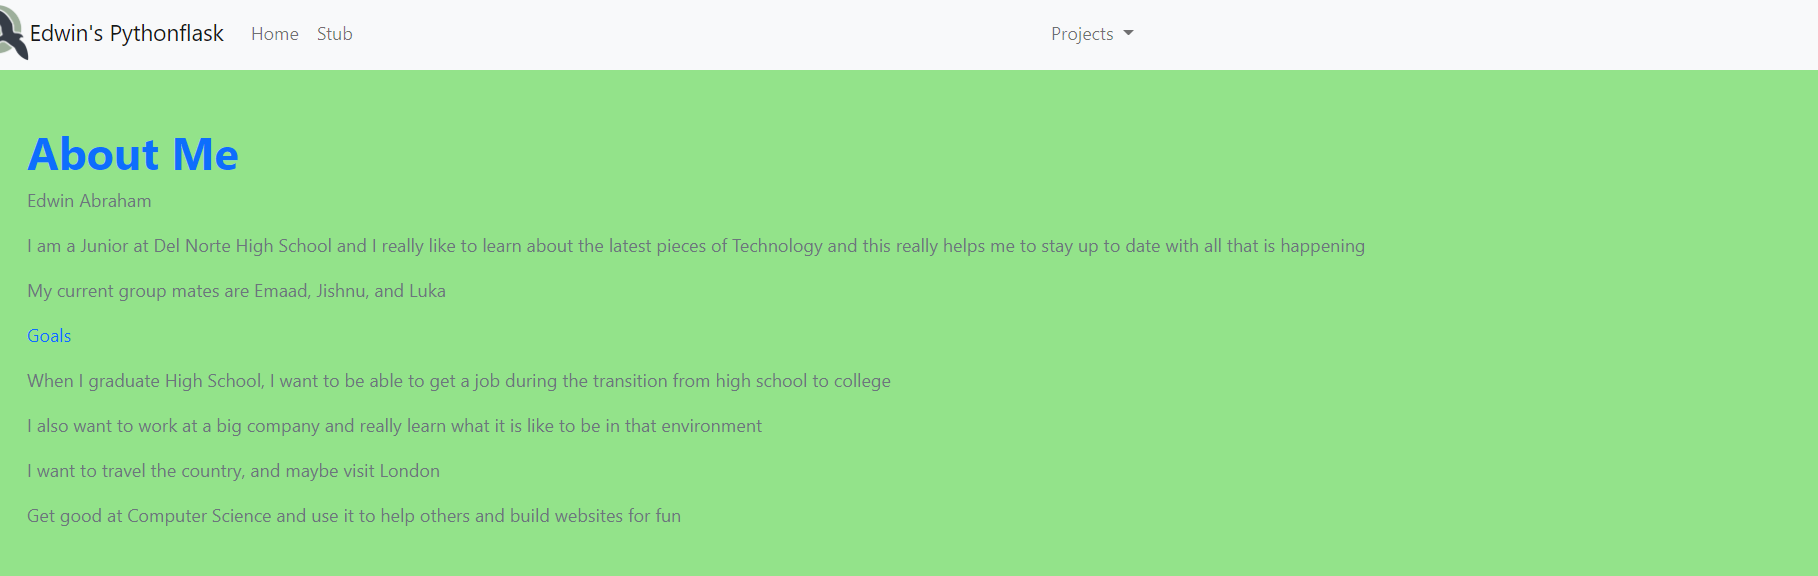 Edwin's Pythonflask Home Stub Projects
About Me
Edwin Abraham
I am a Junior at Del Norte High School and I really like to learn about the latest pieces of Technology and this really helps me to stay up to date with all that is happening
My current group mates are Emaad, Jishnu, and Luka
Goals
When I graduate High School, I want to be able to get a job during the transition from high school to college
I also want to work at a big company and really learn what it is like to be in that environment
I want to travel the country, and maybe visit London
Get good at Computer Science and use it to help others and build websites for fun